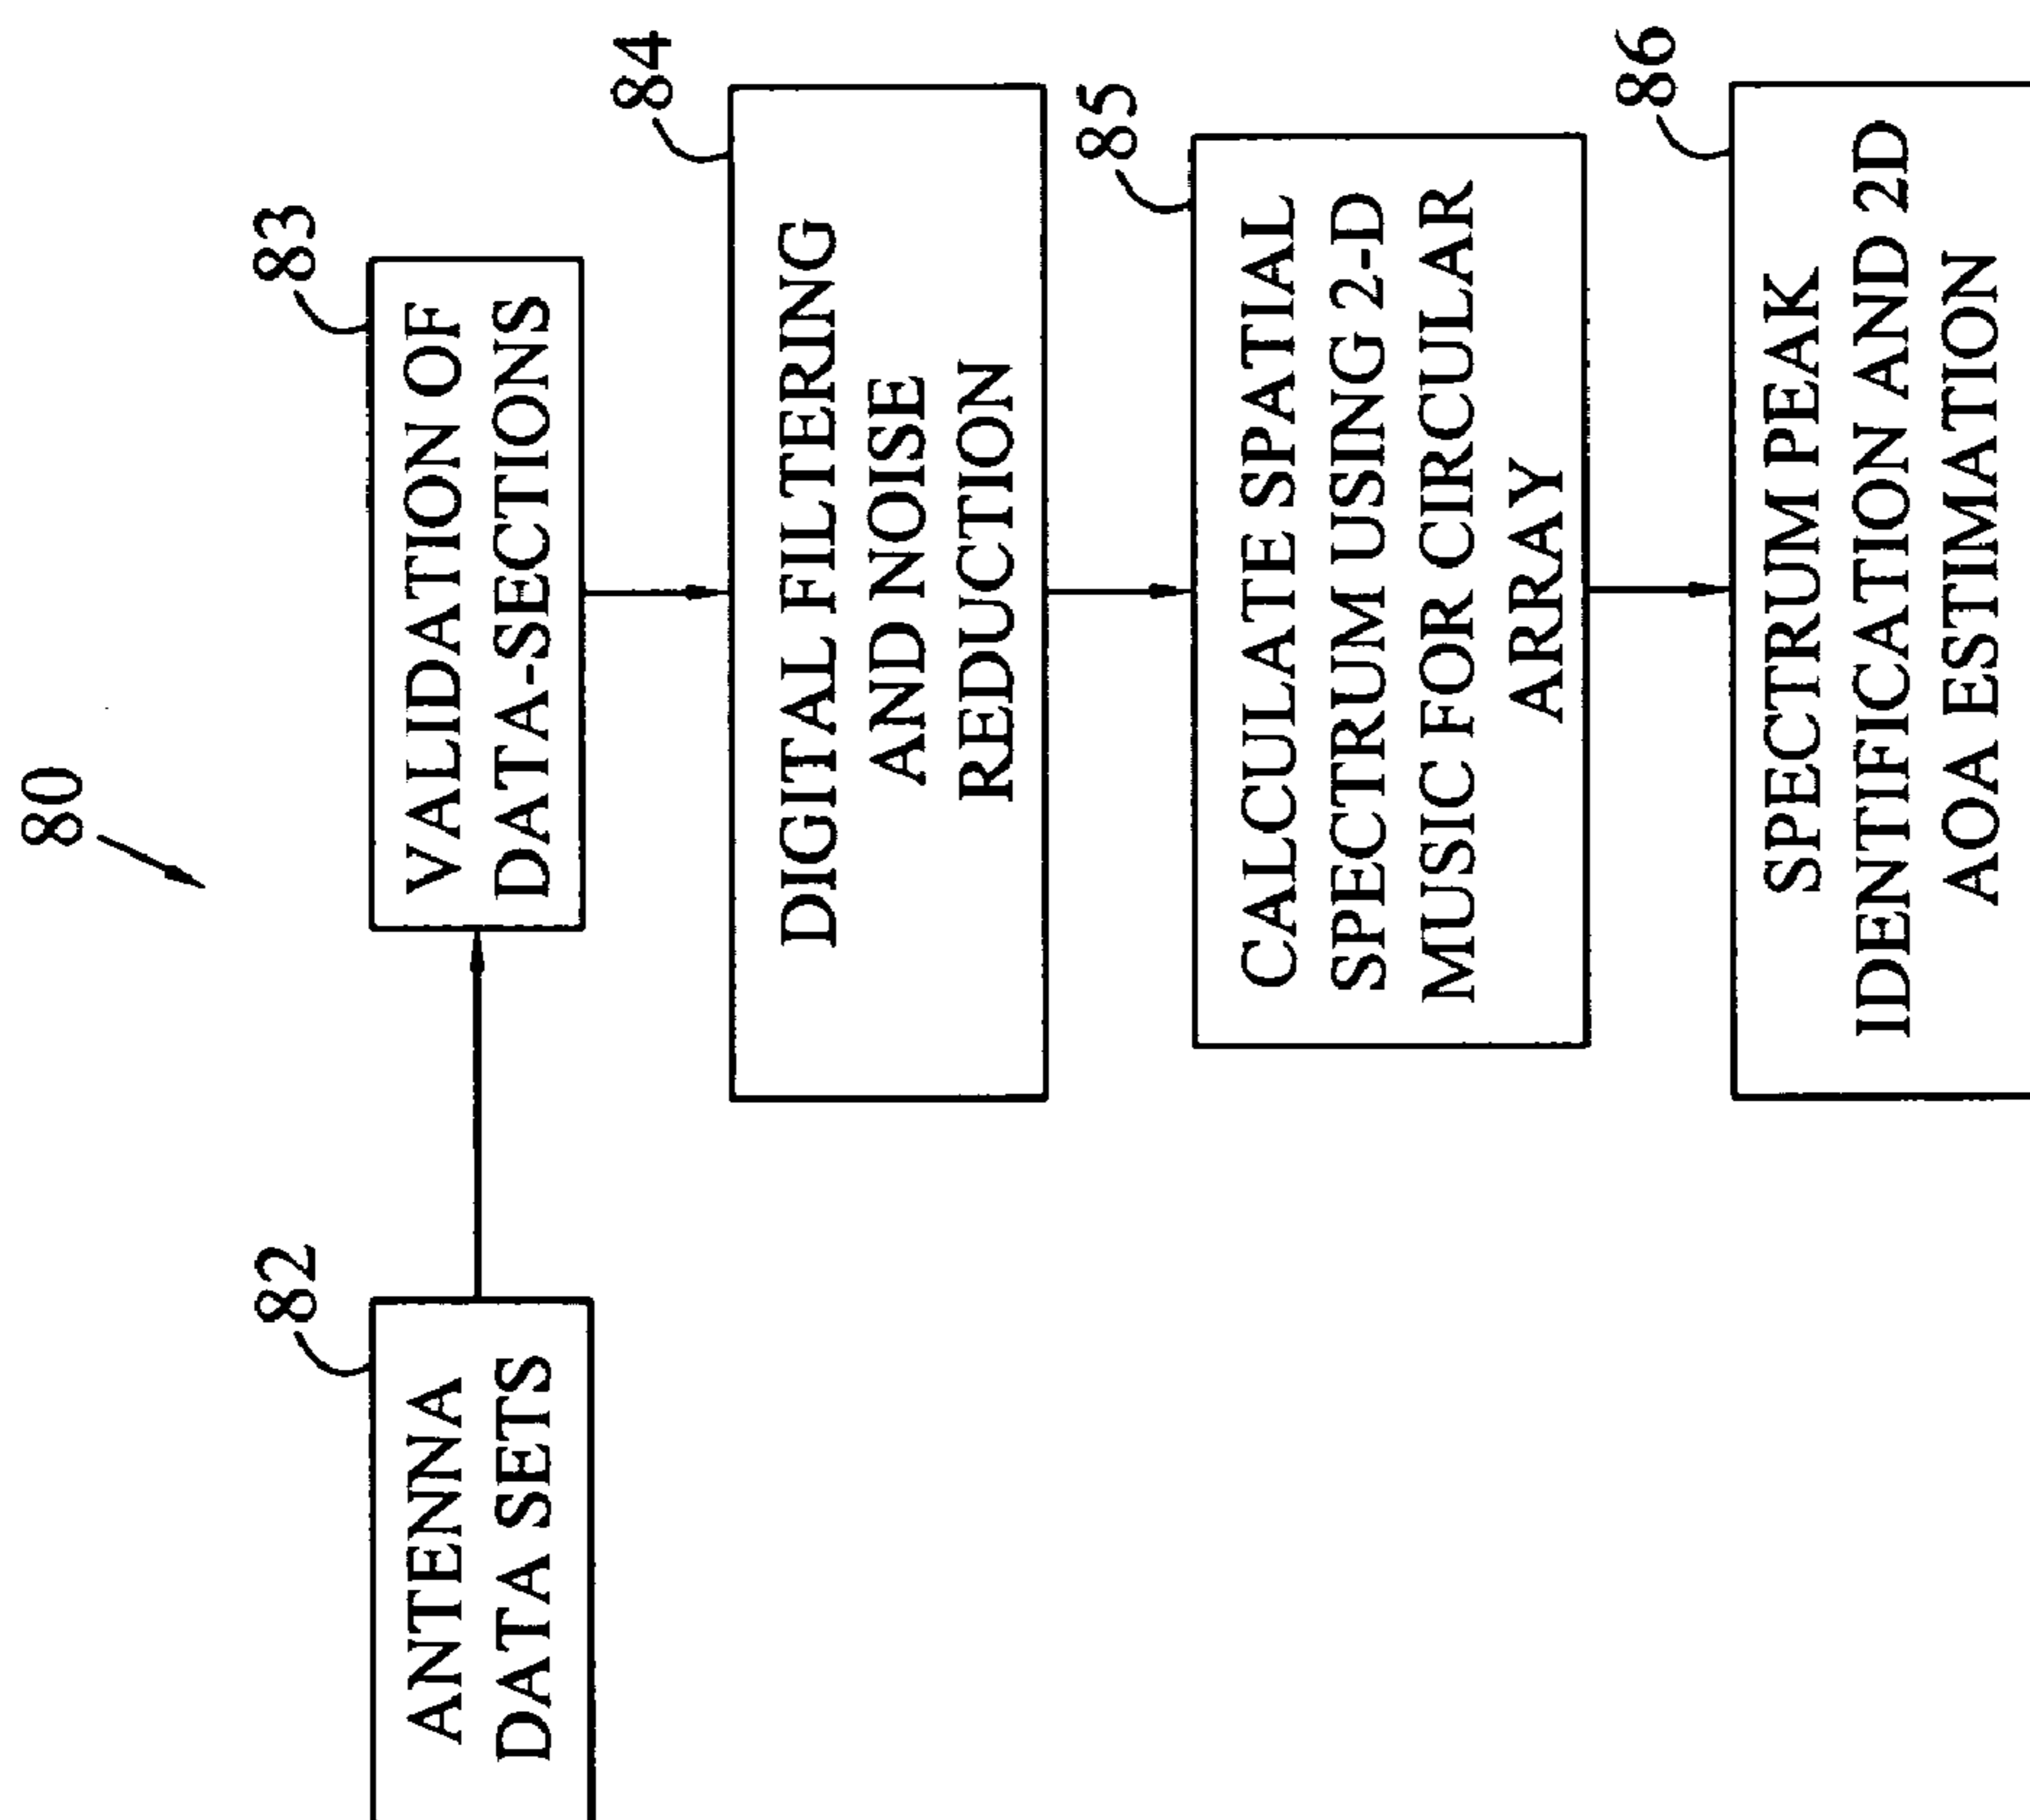 80
82
ANTENNA
DATA SETS
83
VALIDATION OF
DATA-SECTIONS
84
DIGITAL FILTERING
AND NOISE
REDUCTION
85
CALCULATE SPATIAL
SPECTRUM USING 2-D
MUSIC FOR CIRCULAR
ARRAY
86
SPECTRUM PEAK
IDENTIFICATION AND 2D
AOA ESTIMATION